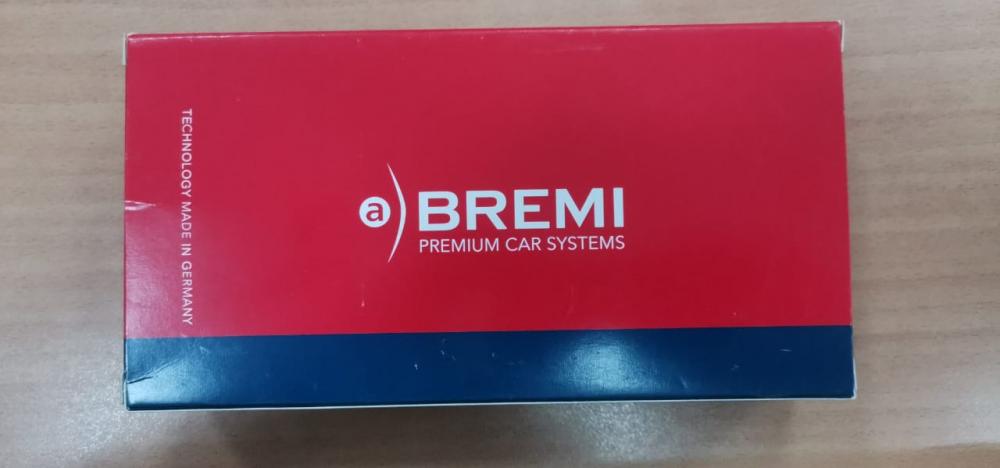 TECHNOLOGY MADE IN GERMANY
a BREMI
PREMIUM CAR SYSTEMS